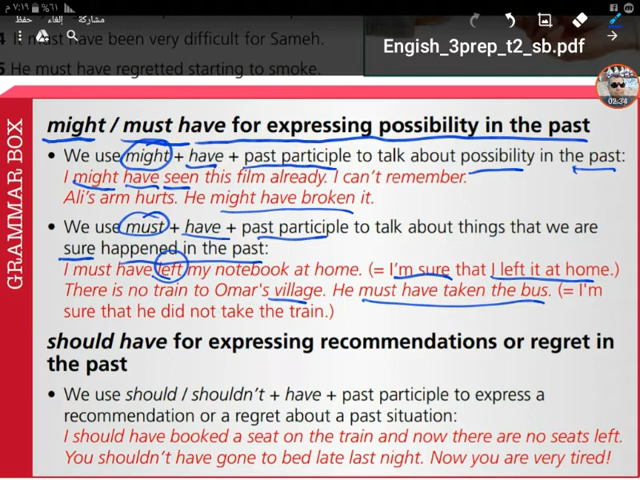 م ٧:١٩
%٦١
مشاركة
إلغاء
حفظ
4 It must have been very difficult for Sameh.
Engish_3prep_t2_sb.pdf
5 He must have regretted starting to smoke.
02:34
GRAMMAR BOX
might / must have for expressing possibility in the past
• We use might + have + past participle to talk about possibility in the past:
I might have seen this film already. I can't remember.
Ali's arm hurts. He might have broken it.
• We use must + have + past participle to talk about things that we are
sure happened in the past:
I must have left my notebook at home. (= I'm sure that I left it at home.)
There is no train to Omar's village. He must have taken the bus. (= I'm
sure that he did not take the train.)
should have for expressing recommendations or regret in
the past
• We use should / shouldn't + have + past participle to express a
recommendation or a regret about a past situation:
I should have booked a seat on the train and now there are no seats left.
You shouldn't have gone to bed late last night. Now you are very tired!